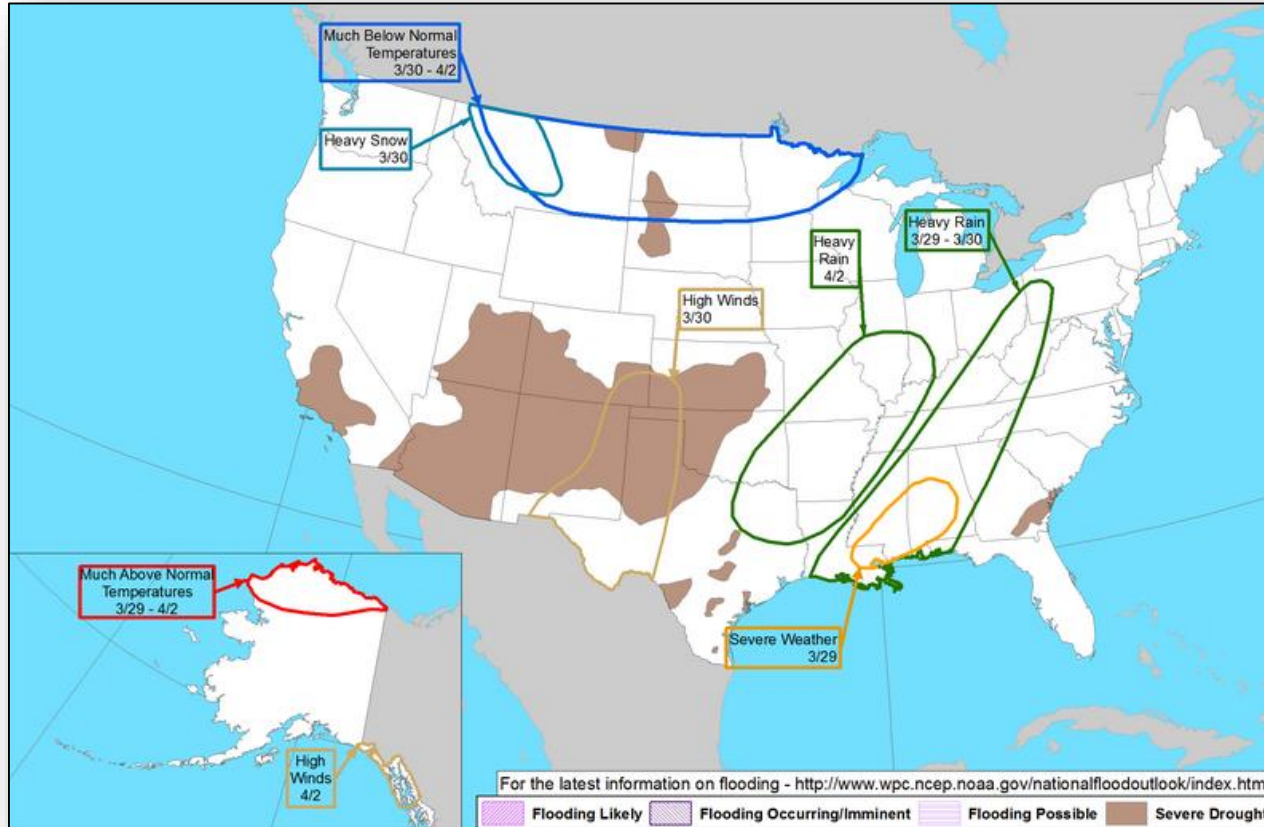 Much Below Normal
Temperatures
3/30 - 4/2
Heavy Snow
3/30
Heavy Rain
3/29 - 3/30
Heavy
Rain
4/2
High Winds
3/30
Severe Weather
3/29
Much Above Normal
Temperatures
3/29 - 4/2
High
Winds
4/2
For the latest information on flooding - http://www.wpc.ncep.noaa.gov/nationalfloodoutlook/index.htm
Flooding Likely
Flooding Occurring/Imminent
Flooding Possible
Severe Drought